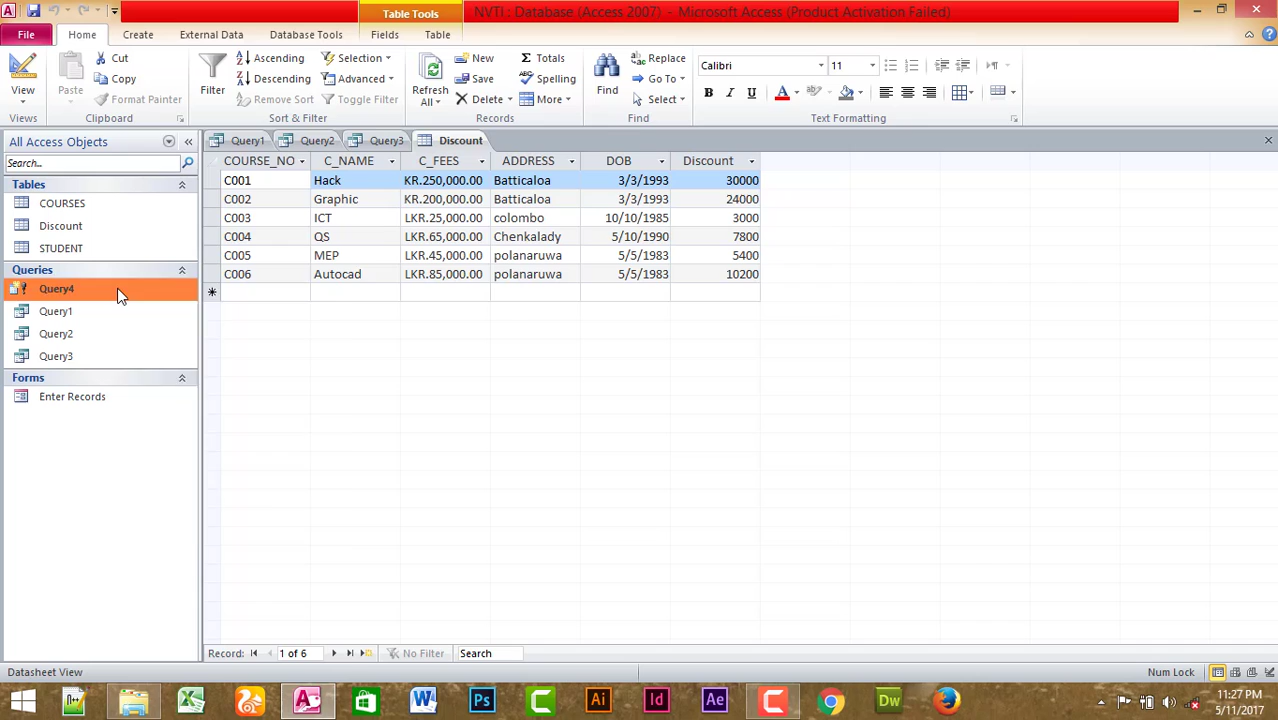 Table Tools
NVTi : Database (Access 2007) - Microsoft Access (Product Activation Failed)
File Home Create External Data Database Tools Fields Table
View
Views
Paste
Cut
Copy
Format Painter
Clipboard
Filter
Ascending
Descending
Remove Sort
Selection
Advanced
Toggle Filter
Sort & Filter
Refresh
All
New
Save
Delete
Totals
Spelling
More
Records
Find
Replace
Go To
Select
Find
Calibri 11
B I U A
Text Formatting
All Access Objects
Search...
Tables
COURSES
Discount
STUDENT
Queries
Query4
Query1
Query2
Query3
Forms
Enter Records
Query1 Query2 Query3 Discount
COURSE_NO C_NAME C_FEES ADDRESS DOB Discount
C001 Hack KR.250,000.00 Batticaloa 3/3/1993 30000
C002 Graphic KR.200,000.00 Batticaloa 3/3/1993 24000
C003 ICT LKR.25,000.00 colombo 10/10/1985 3000
C004 QS LKR.65,000.00 Chenkalady 5/10/1990 7800
C005 MEP LKR.45,000.00 polanaruwa 5/5/1983 5400
C006 Autocad LKR.85,000.00 polanaruwa 5/5/1983 10200
Record: 1 of 6 No Filter Search
Datasheet View Num Lock
W Ps C Ai Id Ae C Dw
11:27 PM
5/11/2017